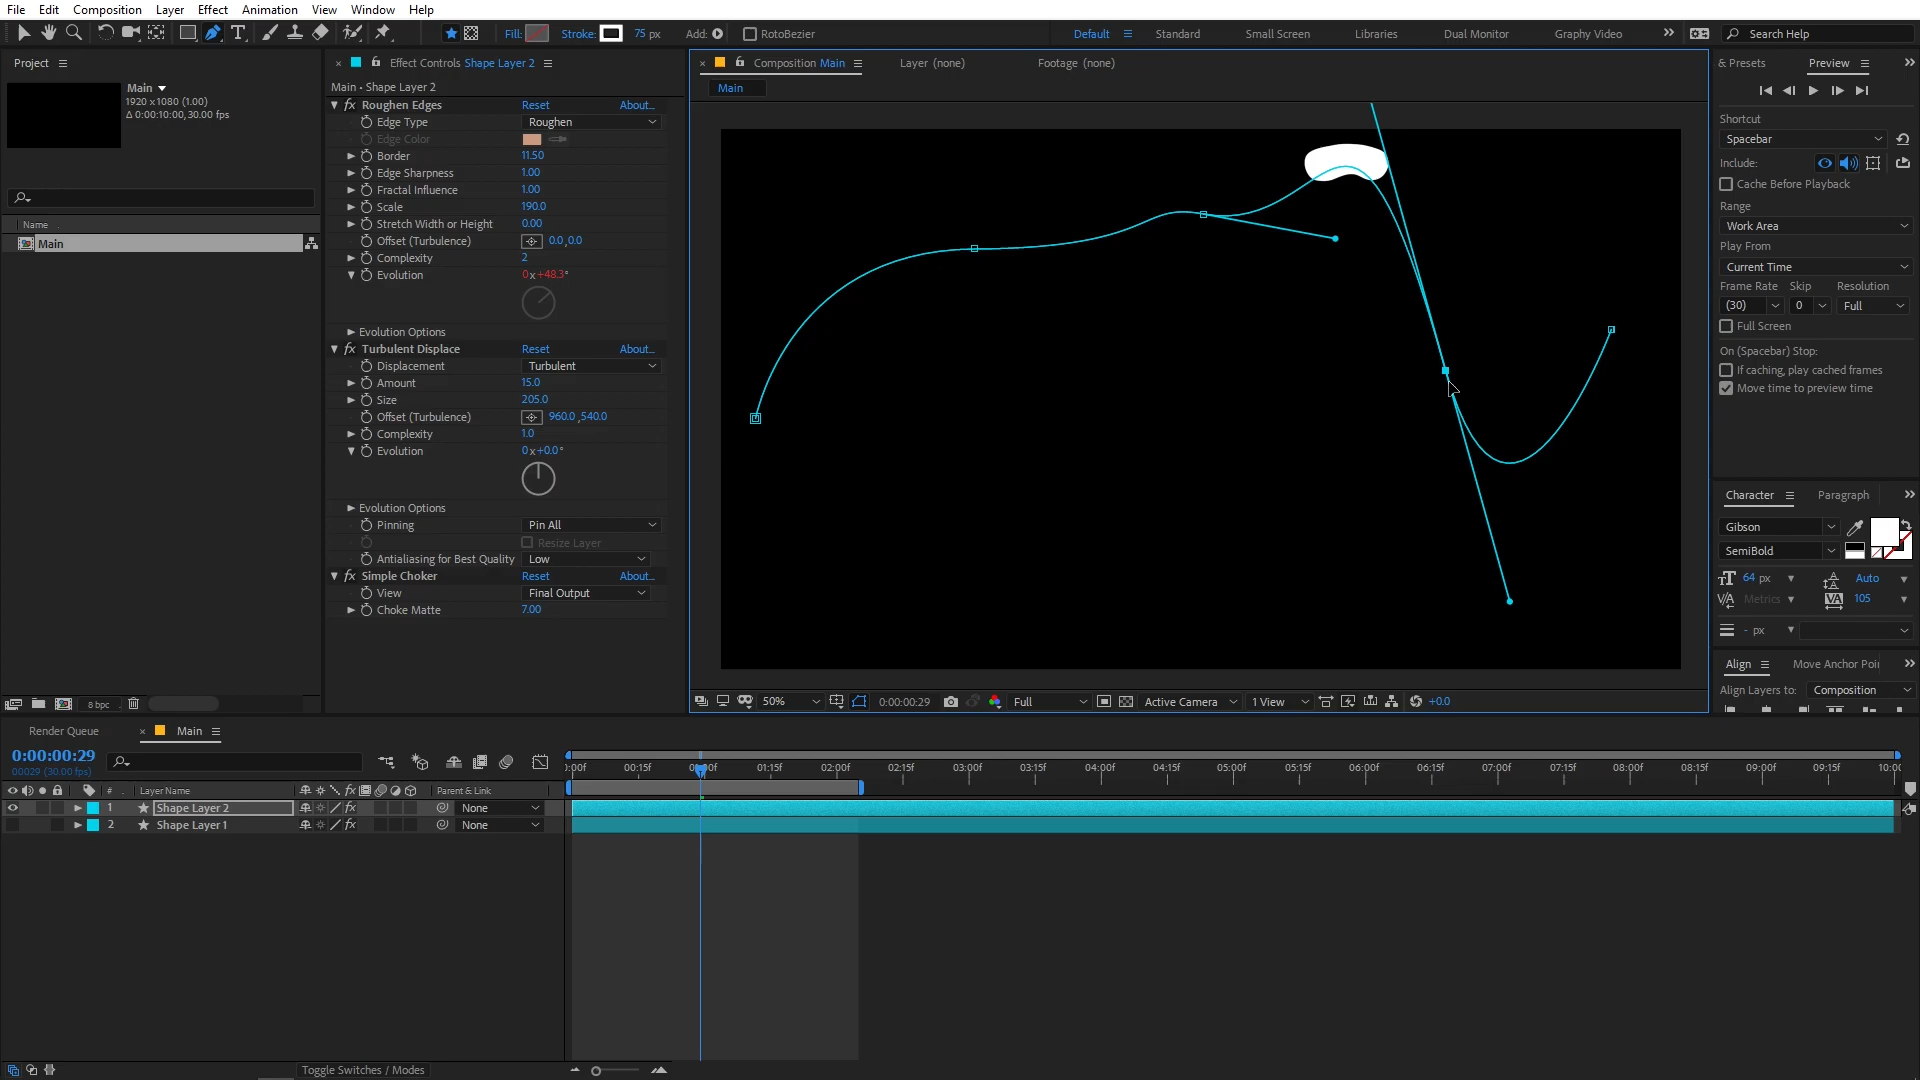 File Edit Composition Layer Effect Animation View Window Help
Fill: Stroke: 75 px Add: RotoBezier Default Standard Small Screen Libraries Dual Monitor Graphy Video Search Help
Project
Main
1920 x 1080 (1.00)
Δ 0:00:10:00, 30.00 fps
Name
Main
8 bpc
Effect Controls Shape Layer 2
Main • Shape Layer 2
fx Roughen Edges Reset About...
Edge Type Roughen
Edge Color
Border 11.50
Edge Sharpness 1.00
Fractal Influence 1.00
Scale 190.0
Stretch Width or Height 0.00
Offset (Turbulence) 0.0,0.0
Complexity 2
Evolution 0x+48.3°
Evolution Options
fx Turbulent Displace Reset About...
Displacement Turbulent
Amount 15.0
Size 205.0
Offset (Turbulence) 960.0,540.0
Complexity 1.0
Evolution 0x+0.0°
Evolution Options
Pinning Pin All
Resize Layer
Antialiasing for Best Quality Low
fx Simple Choker Reset About...
View Final Output
Choke Matte 7.00
Composition Main Layer (none) Footage (none)
Main
50% 0:00:00:29 Full Active Camera 1 View +0.0
& Presets Preview
Shortcut
Spacebar
Include:
Cache Before Playback
Range
Work Area
Play From
Current Time
Frame Rate Skip Resolution
(30) 0 Full
Full Screen
On (Spacebar) Stop:
If caching, play cached frames
Move time to preview time
Character Paragraph
Gibson
SemiBold
64 px Auto
Metrics 105
- px
Align Move Anchor Poi
Align Layers to: Composition
Render Queue Main
0:00:00:29
00029 (30.00 fps)
# Layer Name fx Parent & Link
1 Shape Layer 2 fx None
2 Shape Layer 1 fx None
):00f 00:15f 01:00f 01:15f 02:00f 02:15f 03:00f 03:15f 04:00f 04:15f 05:00f 05:15f 06:00f 06:15f 07:00f 07:15f 08:00f 08:15f 09:00f 09:15f 10:00
Toggle Switches / Modes